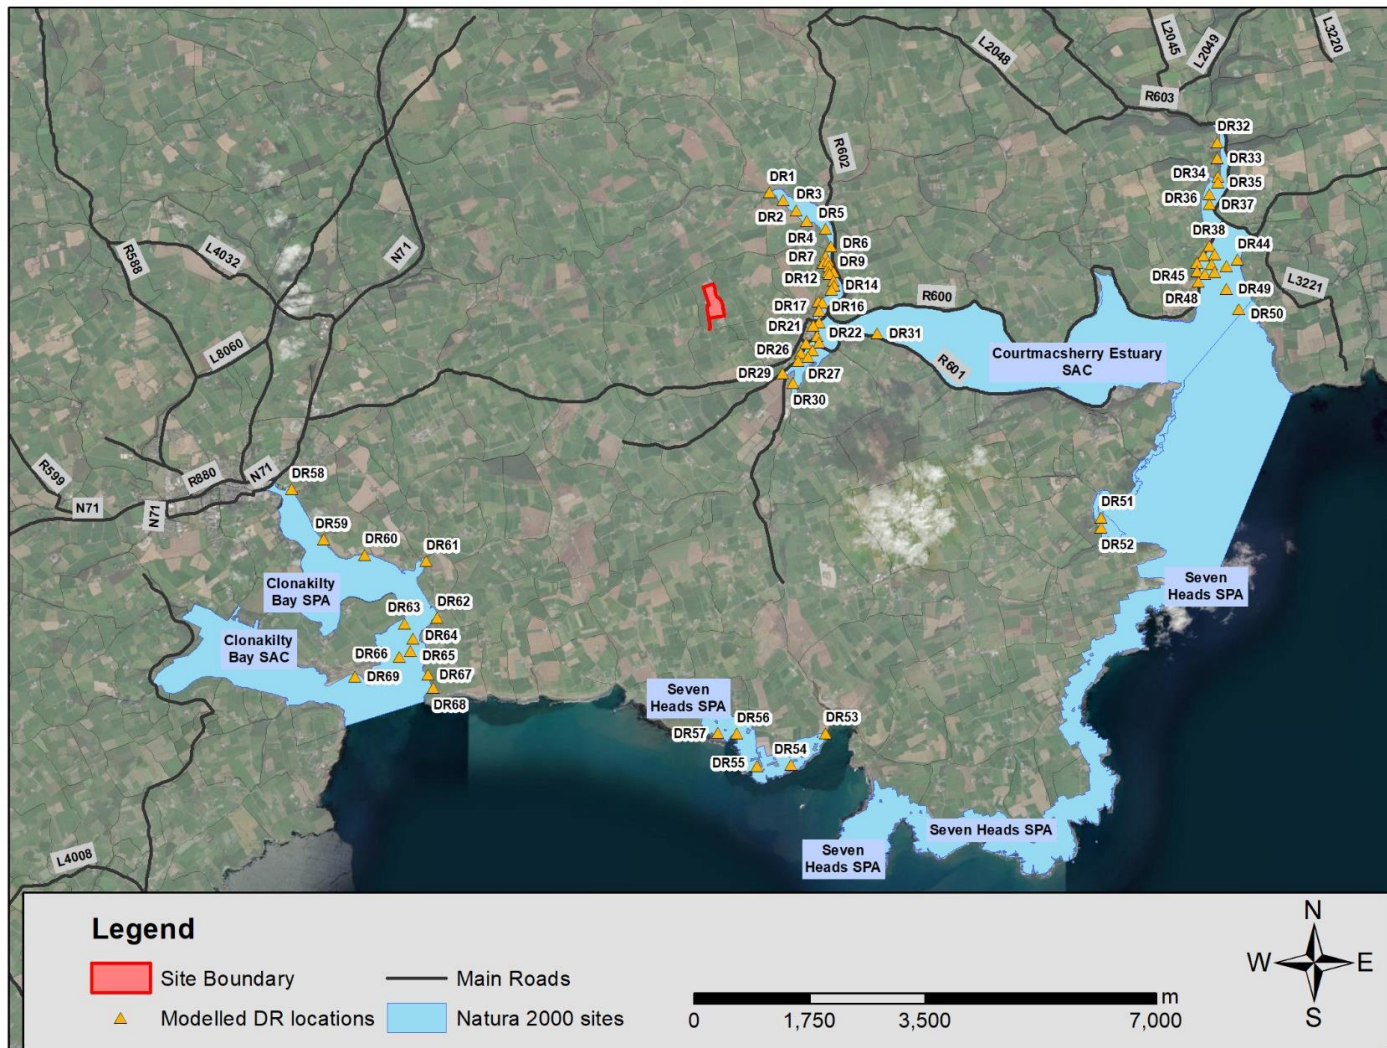 L2048
L2045
L2049
L3220
R603
R602
DR32
DR33
DR34
DR35
DR36
DR37
DR1
DR3
DR2
DR5
DR4
DR6
DR7
DR9
DR12
DR14
DR17
DR16
DR21
DR22
DR31
DR26
DR27
DR29
DR30
DR38
DR44
DR45
DR48
DR49
DR50
L3221
R600
R601
Courtmacsherry Estuary
SAC
R588
L4032
N71
L8060
R599
R880
N71
N71
N71
DR58
DR59
DR60
DR61
Clonakilty
Bay SPA
DR62
DR63
DR64
Clonakilty
Bay SAC
DR66
DR65
DR67
DR69
DR68
DR51
DR52
Seven
Heads SPA
Seven
Heads SPA
DR56
DR53
DR57
DR54
DR55
Seven Heads SPA
Seven
Heads SPA
L4008
Legend
Site Boundary
Main Roads
Modelled DR locations
Natura 2000 sites
m
0 1,750 3,500 7,000
N
W E
S